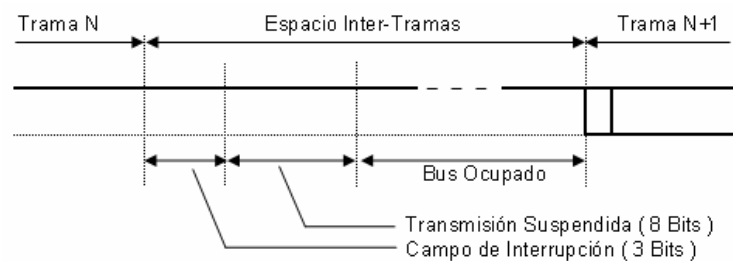 Trama N
Espacio Inter-Tramas
Trama N+1
Bus Ocupado
Transmisión Suspendida ( 8 Bits )
Campo de Interrupción ( 3 Bits )